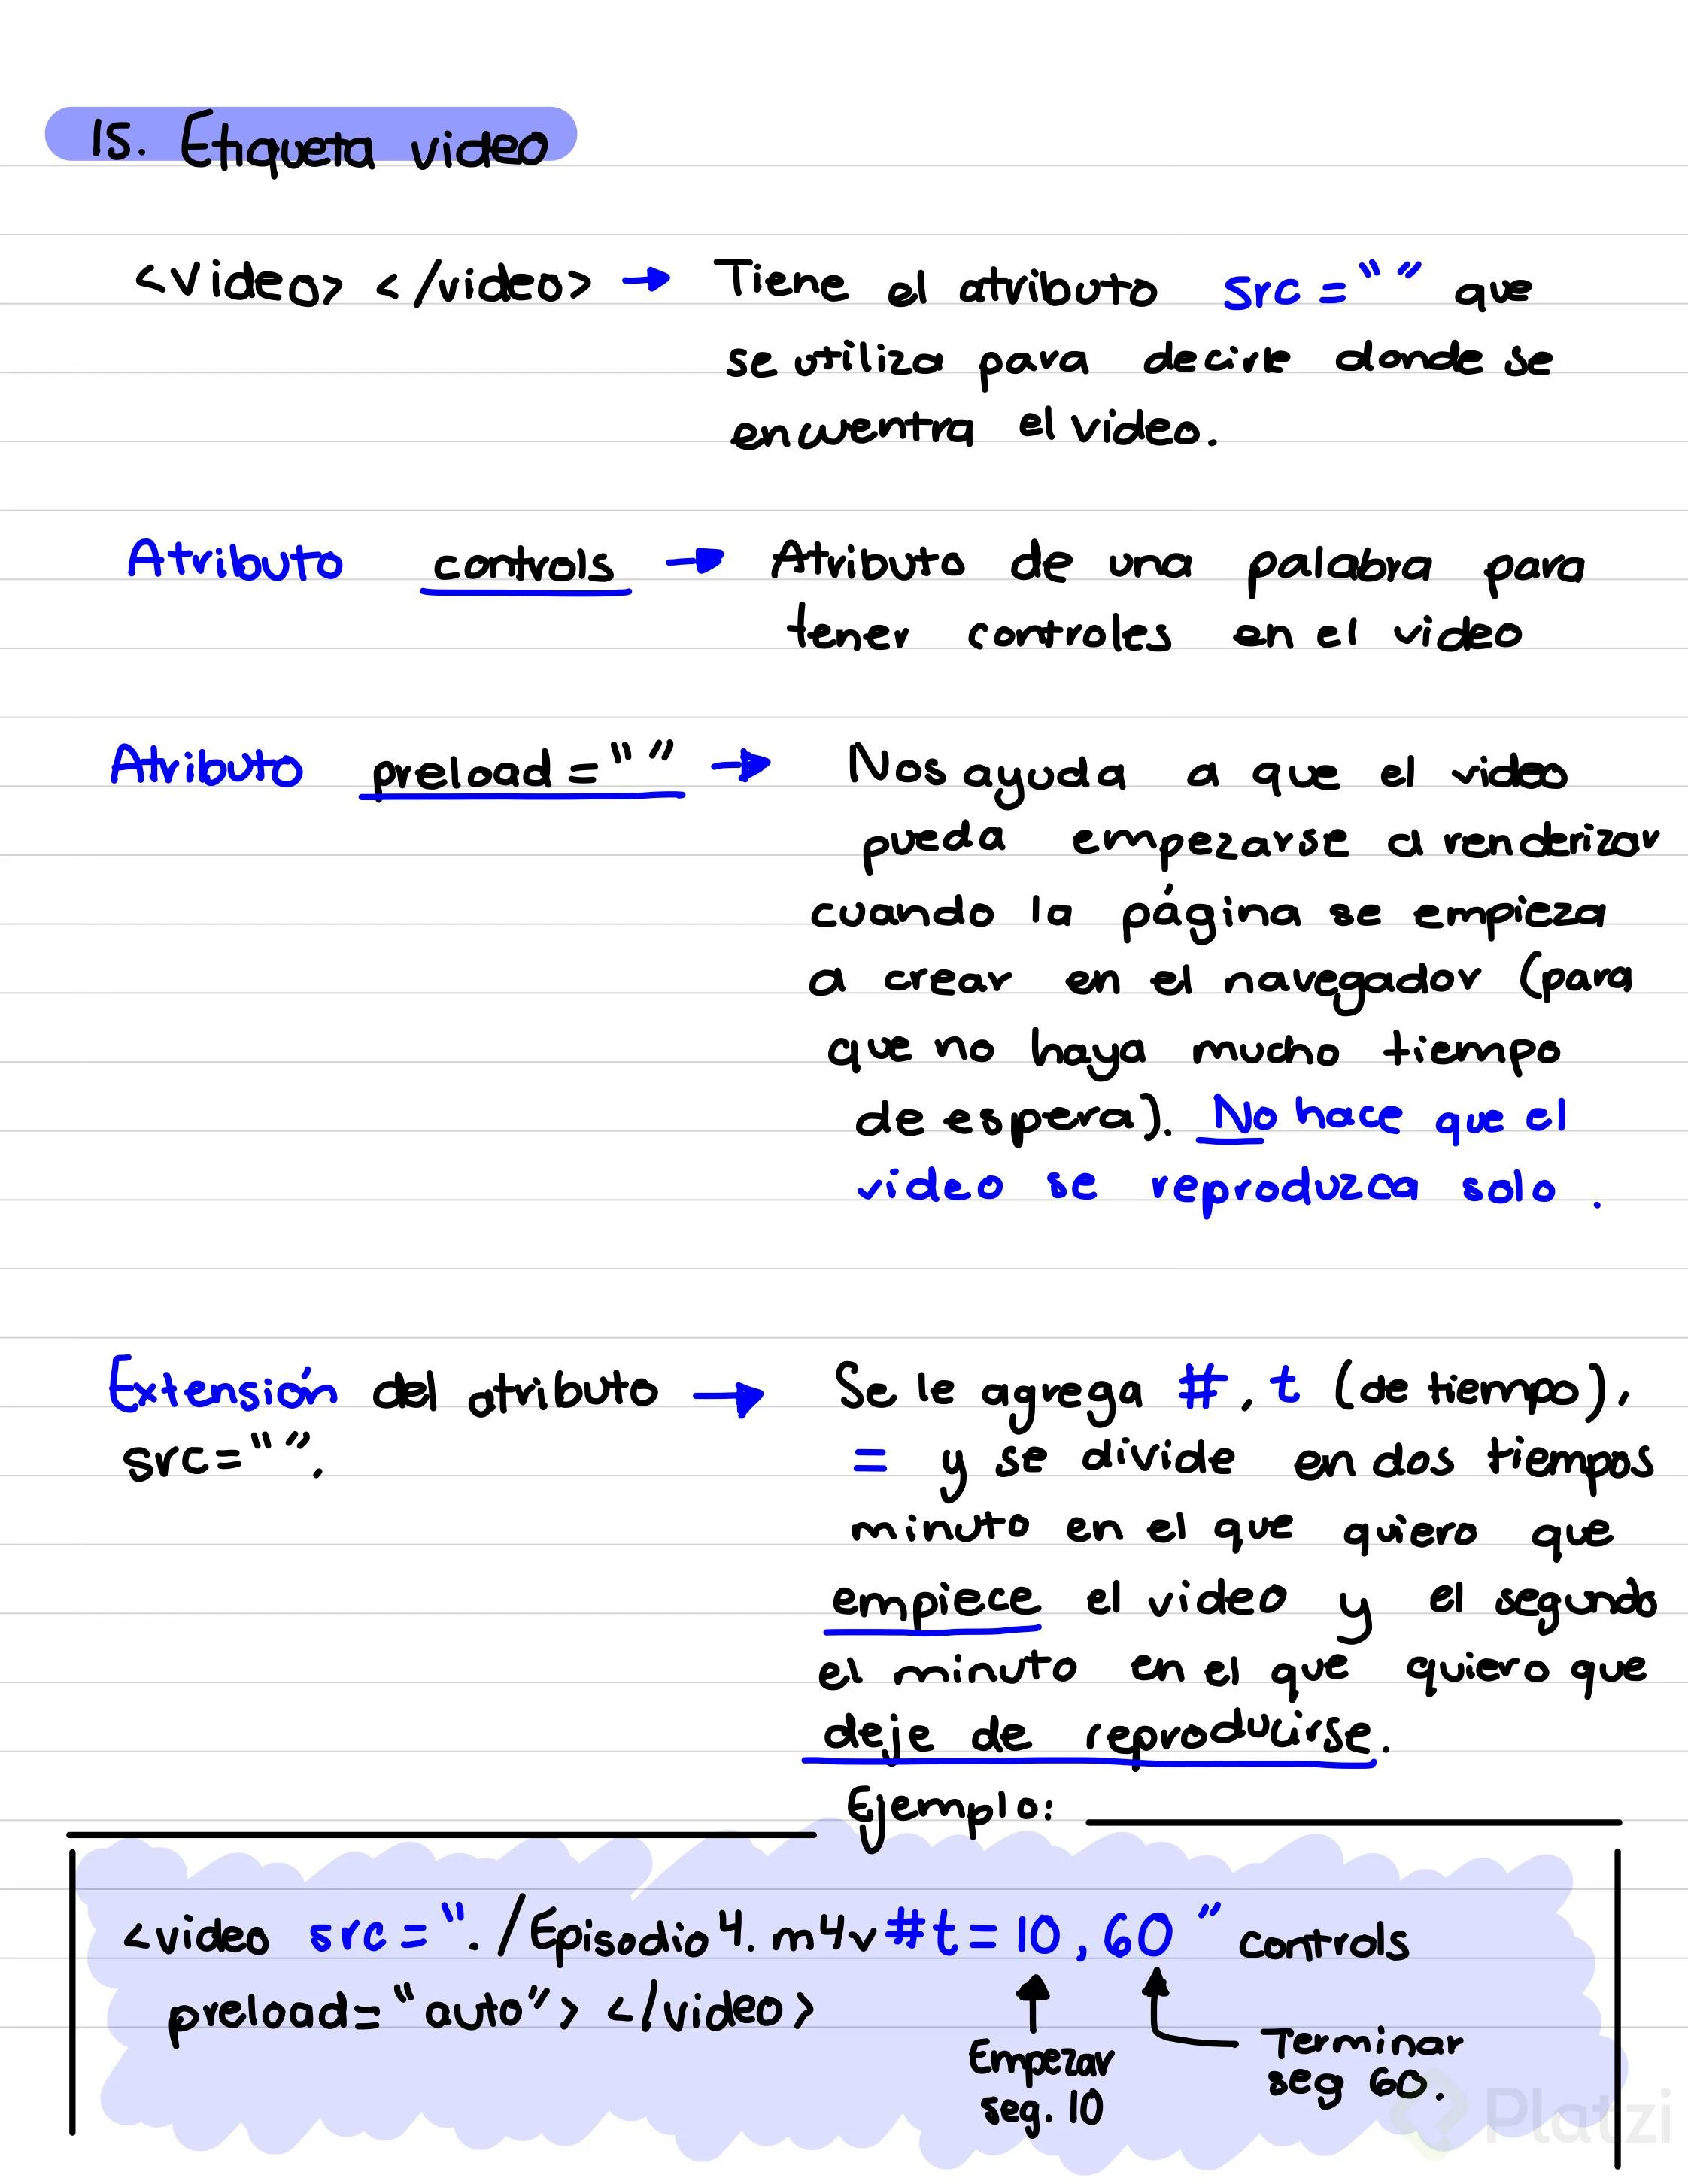 15. Etiqueta video
<video> </video> → Tiene el atributo src="" que
se utiliza para decirle donde se
encuentra el video.
Atributo controls → Atributo de una palabra para
tener controles en el video
Atributo preload="" → Nos ayuda a que el video
pueda empezarse a renderizar
cuando la página se empieza
a crear en el navegador (para
que no haya mucho tiempo
de espera). No hace que el
video se reproduzca solo.
Extensión del atributo → Se le agrega #, t (de tiempo),
src="".
= y se divide en dos tiempos
minuto en el que quiero que
empiece el video y el segundo
el minuto en el que quiero que
deje de reproducirse.
Ejemplo:
<video src="./Episodio4.m4v#t=10,60" controls
preload="auto"> </video>
Empezar
seg. 10
Terminar
seg 60.
Platzi